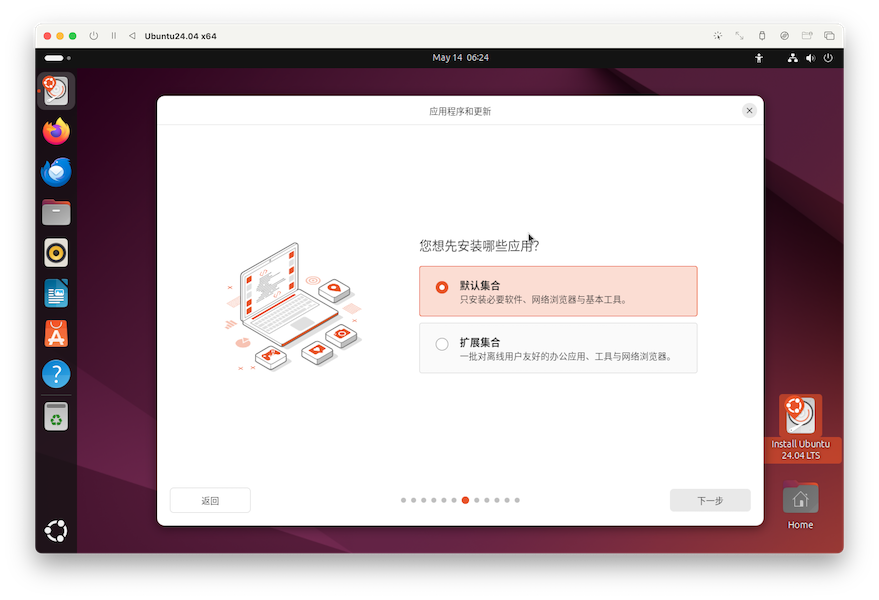 Ubuntu24.04 x64
May 14 06:24
应用程序和更新
您想先安装哪些应用?
默认集合
只安装必要软件、网络浏览器与基本工具。
扩展集合
一批对离线用户友好的办公应用、工具与网络浏览器。
Install Ubuntu
24.04 LTS
返回
下一步
Home